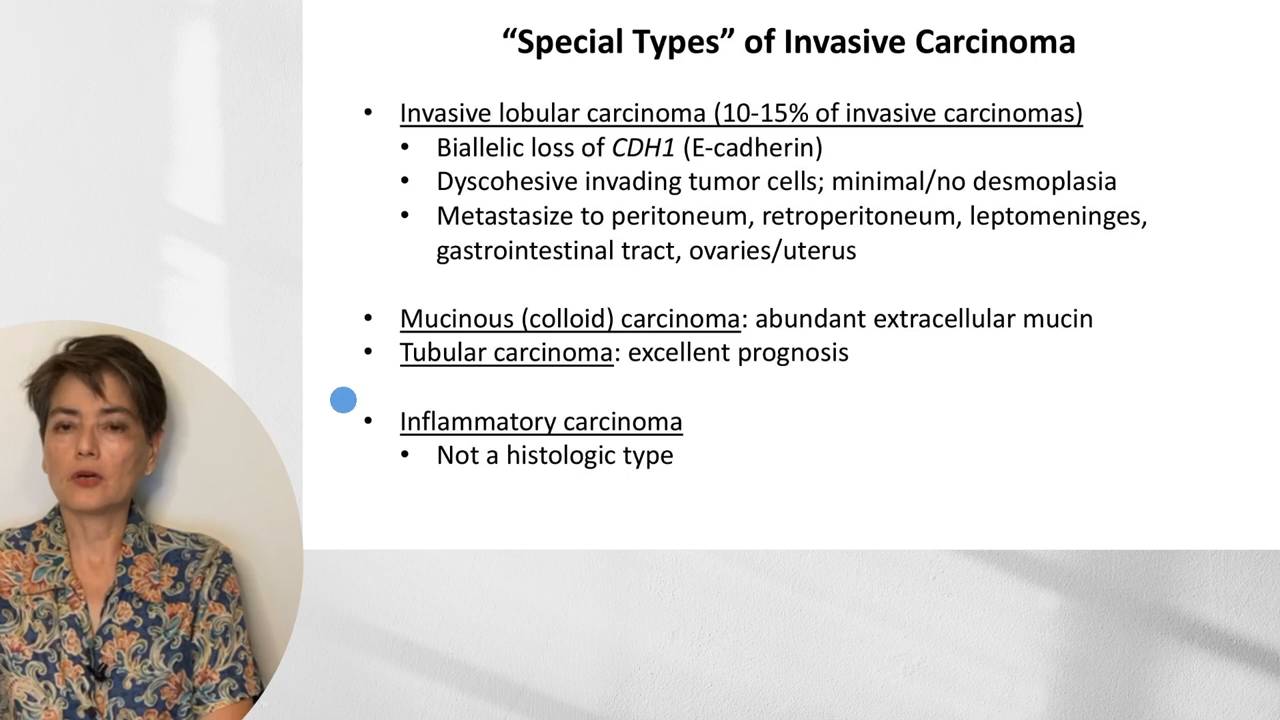 “Special Types” of Invasive Carcinoma
• Invasive lobular carcinoma (10-15% of invasive carcinomas)
• Biallelic loss of CDH1 (E-cadherin)
• Dyscohesive invading tumor cells; minimal/no desmoplasia
• Metastasize to peritoneum, retroperitoneum, leptomeninges,
gastrointestinal tract, ovaries/uterus
• Mucinous (colloid) carcinoma: abundant extracellular mucin
• Tubular carcinoma: excellent prognosis
• Inflammatory carcinoma
• Not a histologic type